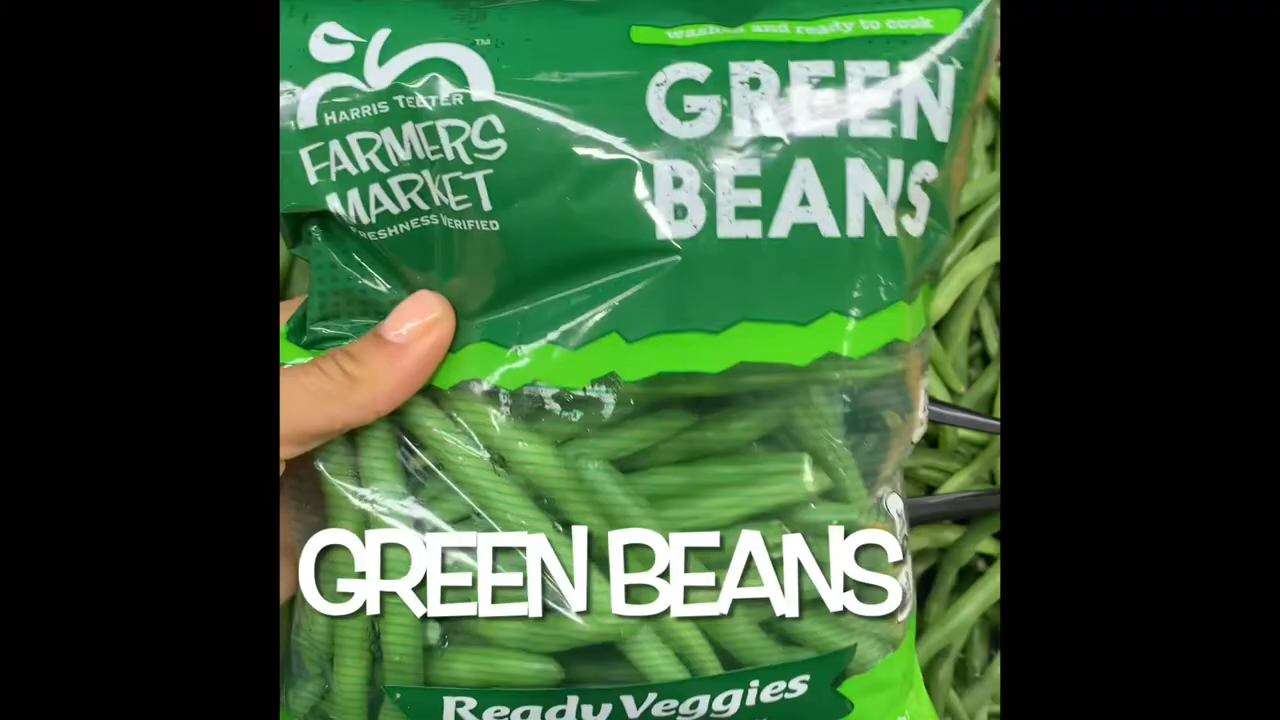 washed and ready to cook
GREEN
BEANS
HARRIS TEETER
FARMERS
MARKET
FRESHNESS VERIFIED
GREEN BEANS
Ready Veggies